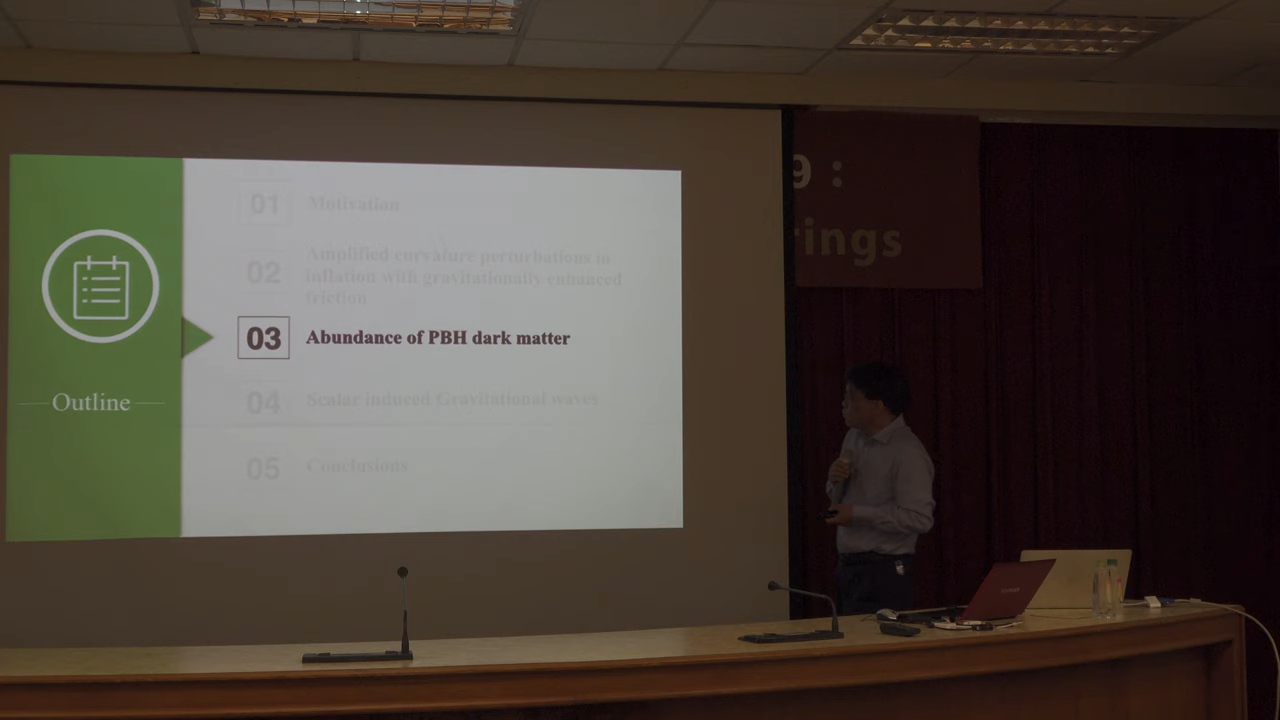 01 Motivation
02 Amplified curvature perturbations in
inflation with gravitationally enhanced
friction
03 Abundance of PBH dark matter
04 Scalar induced Gravitational waves
05 Conclusions
Outline
9 :
rings